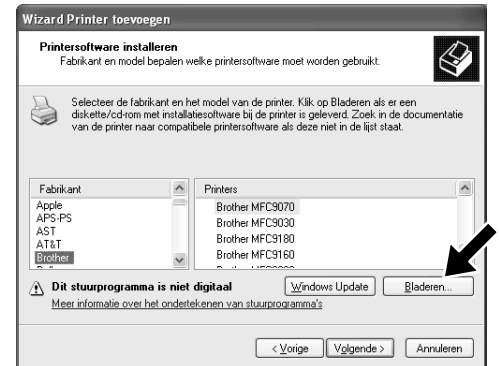 Wizard Printer toevoegen
Printersoftware installeren
Fabrikant en model bepalen welke printersoftware moet worden gebruikt.
Selecteer de fabrikant en het model van de printer. Klik op Bladeren als er een
diskette/cd-rom met installatiesoftware bij de printer is geleverd. Zoek in de documentatie
van de printer naar compatibele printersoftware als deze niet in de lijst staat.
Fabrikant
Apple
APS-PS
AST
AT&T
Brother
Printers
Brother MFC9070
Brother MFC9030
Brother MFC9180
Brother MFC9160
Dit stuurprogramma is niet digitaal
Windows Update
Bladeren...
Meer informatie over het ondertekenen van stuurprogramma's
< Vorige
Volgende >
Annuleren